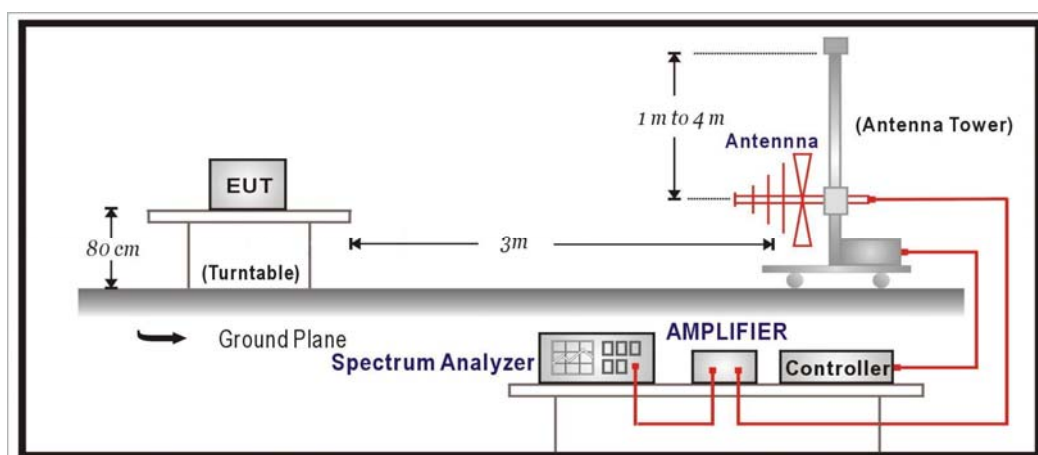 1 m to 4 m
(Antenna Tower)
Antennna
EUT
80 cm
3m
(Turntable)
Ground Plane
AMPLIFIER
Spectrum Analyzer
Controller